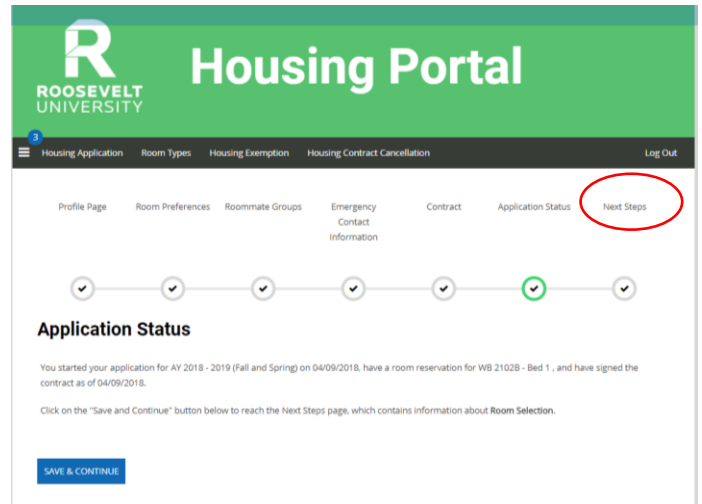 R
ROOSEVELT
UNIVERSITY
Housing Portal
3
Housing Application Room Types Housing Exemption Housing Contract Cancellation Log Out
Profile Page Room Preferences Roommate Groups Emergency Contact Information Contract Application Status Next Steps
Application Status
You started your application for AY 2018 - 2019 (Fall and Spring) on 04/09/2018, have a room reservation for WB 2102B - Bed 1 , and have signed the
contract as of 04/09/2018.
Click on the "Save and Continue" button below to reach the Next Steps page, which contains information about Room Selection.
SAVE & CONTINUE